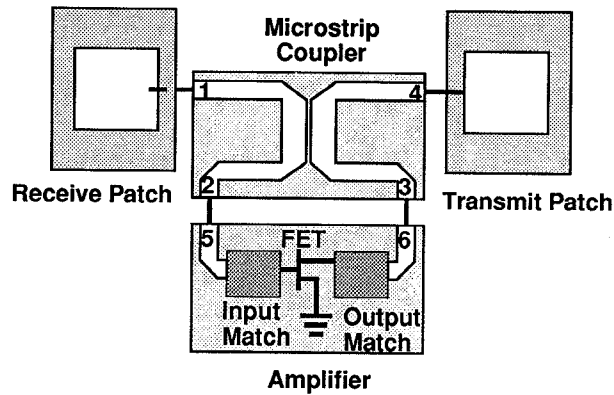 Microstrip
Coupler
1
4
2
3
Receive Patch
Transmit Patch
5
FET
6
Input
Match
Output
Match
Amplifier